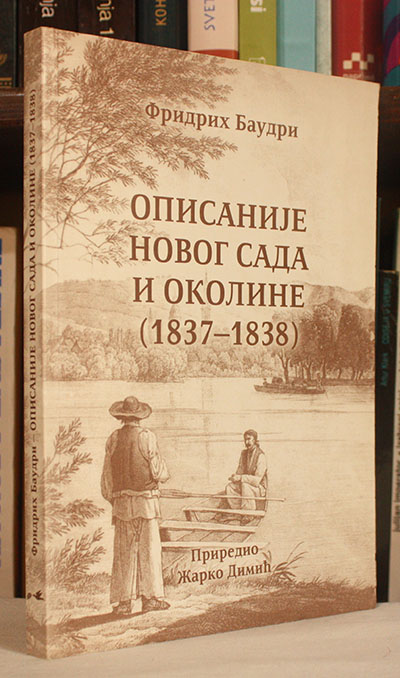 Фридрих Баудри
ОПИСАНИЈЕ
НОВОГ САДА
И ОКОЛИНЕ
(1837–1838)
Приредио
Жарко Димић
Фридрих Баудри – ОПИСАНИЈЕ НОВОГ САДА И ОКОЛИНЕ (1837–1838)